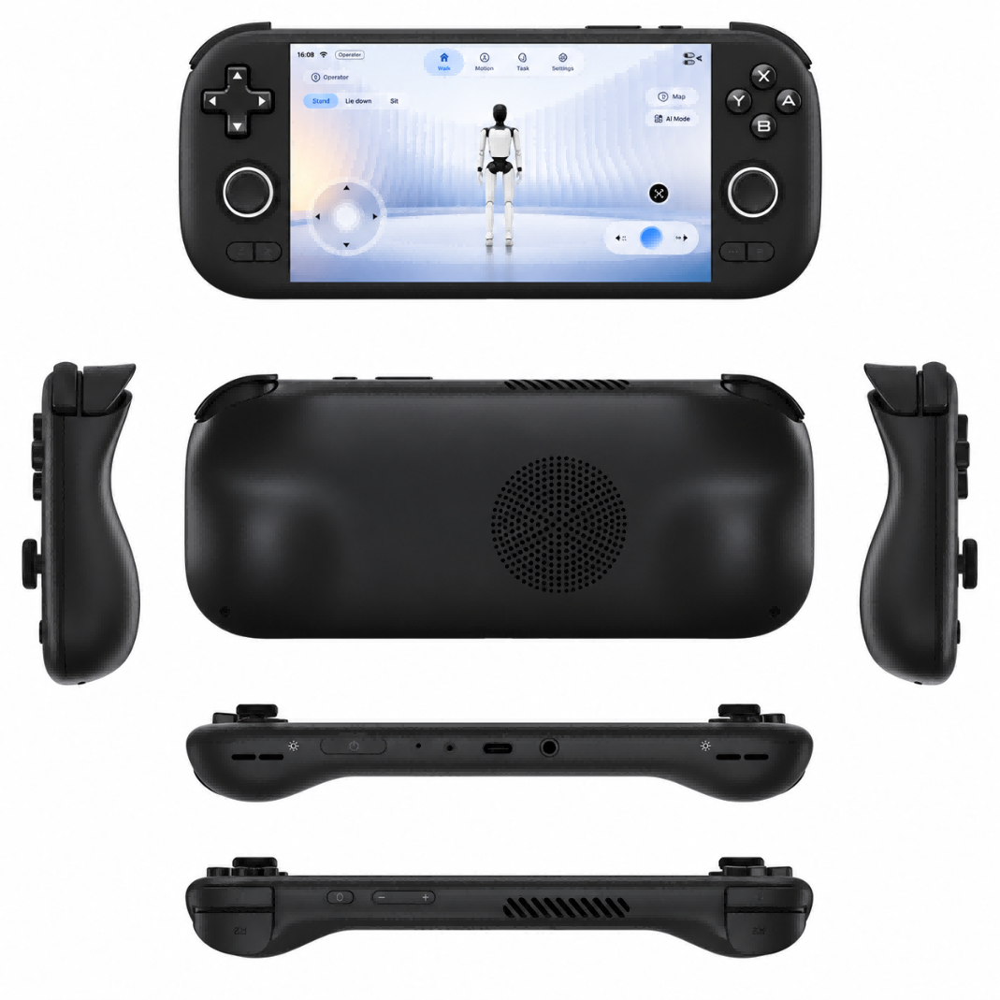 16:08 Operater
Walk Motion Task Settings
Operator
Stand Lie down Sit
Map
AI Mode
X
Y A
B
− +